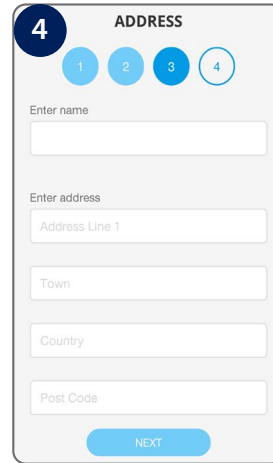 4
ADDRESS
1 2 3 4
Enter name
Enter address
Address Line 1
Town
Country
Post Code
NEXT